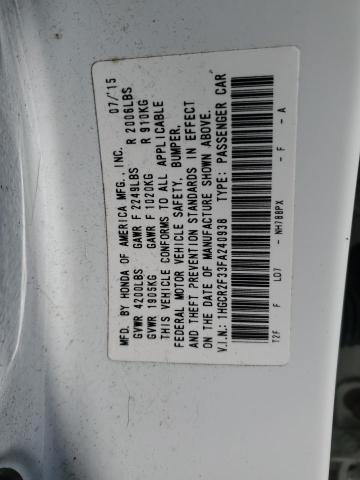 MFD. BY HONDA OF AMERICA MFG., INC. 07/'15
GVWR 4200LBS GAWR F 2249LBS R 2006LBS
GVWR 1905KG GAWR F 1020KG R 910KG
THIS VEHICLE CONFORMS TO ALL APPLICABLE
FEDERAL MOTOR VEHICLE SAFETY, BUMPER,
AND THEFT PREVENTION STANDARDS IN EFFECT
ON THE DATE OF MANUFACTURE SHOWN ABOVE.
V.I.N.: 1HGCR2F33FA240936 TYPE: PASSENGER CAR
NH788PX - F - A
T2F F LD7